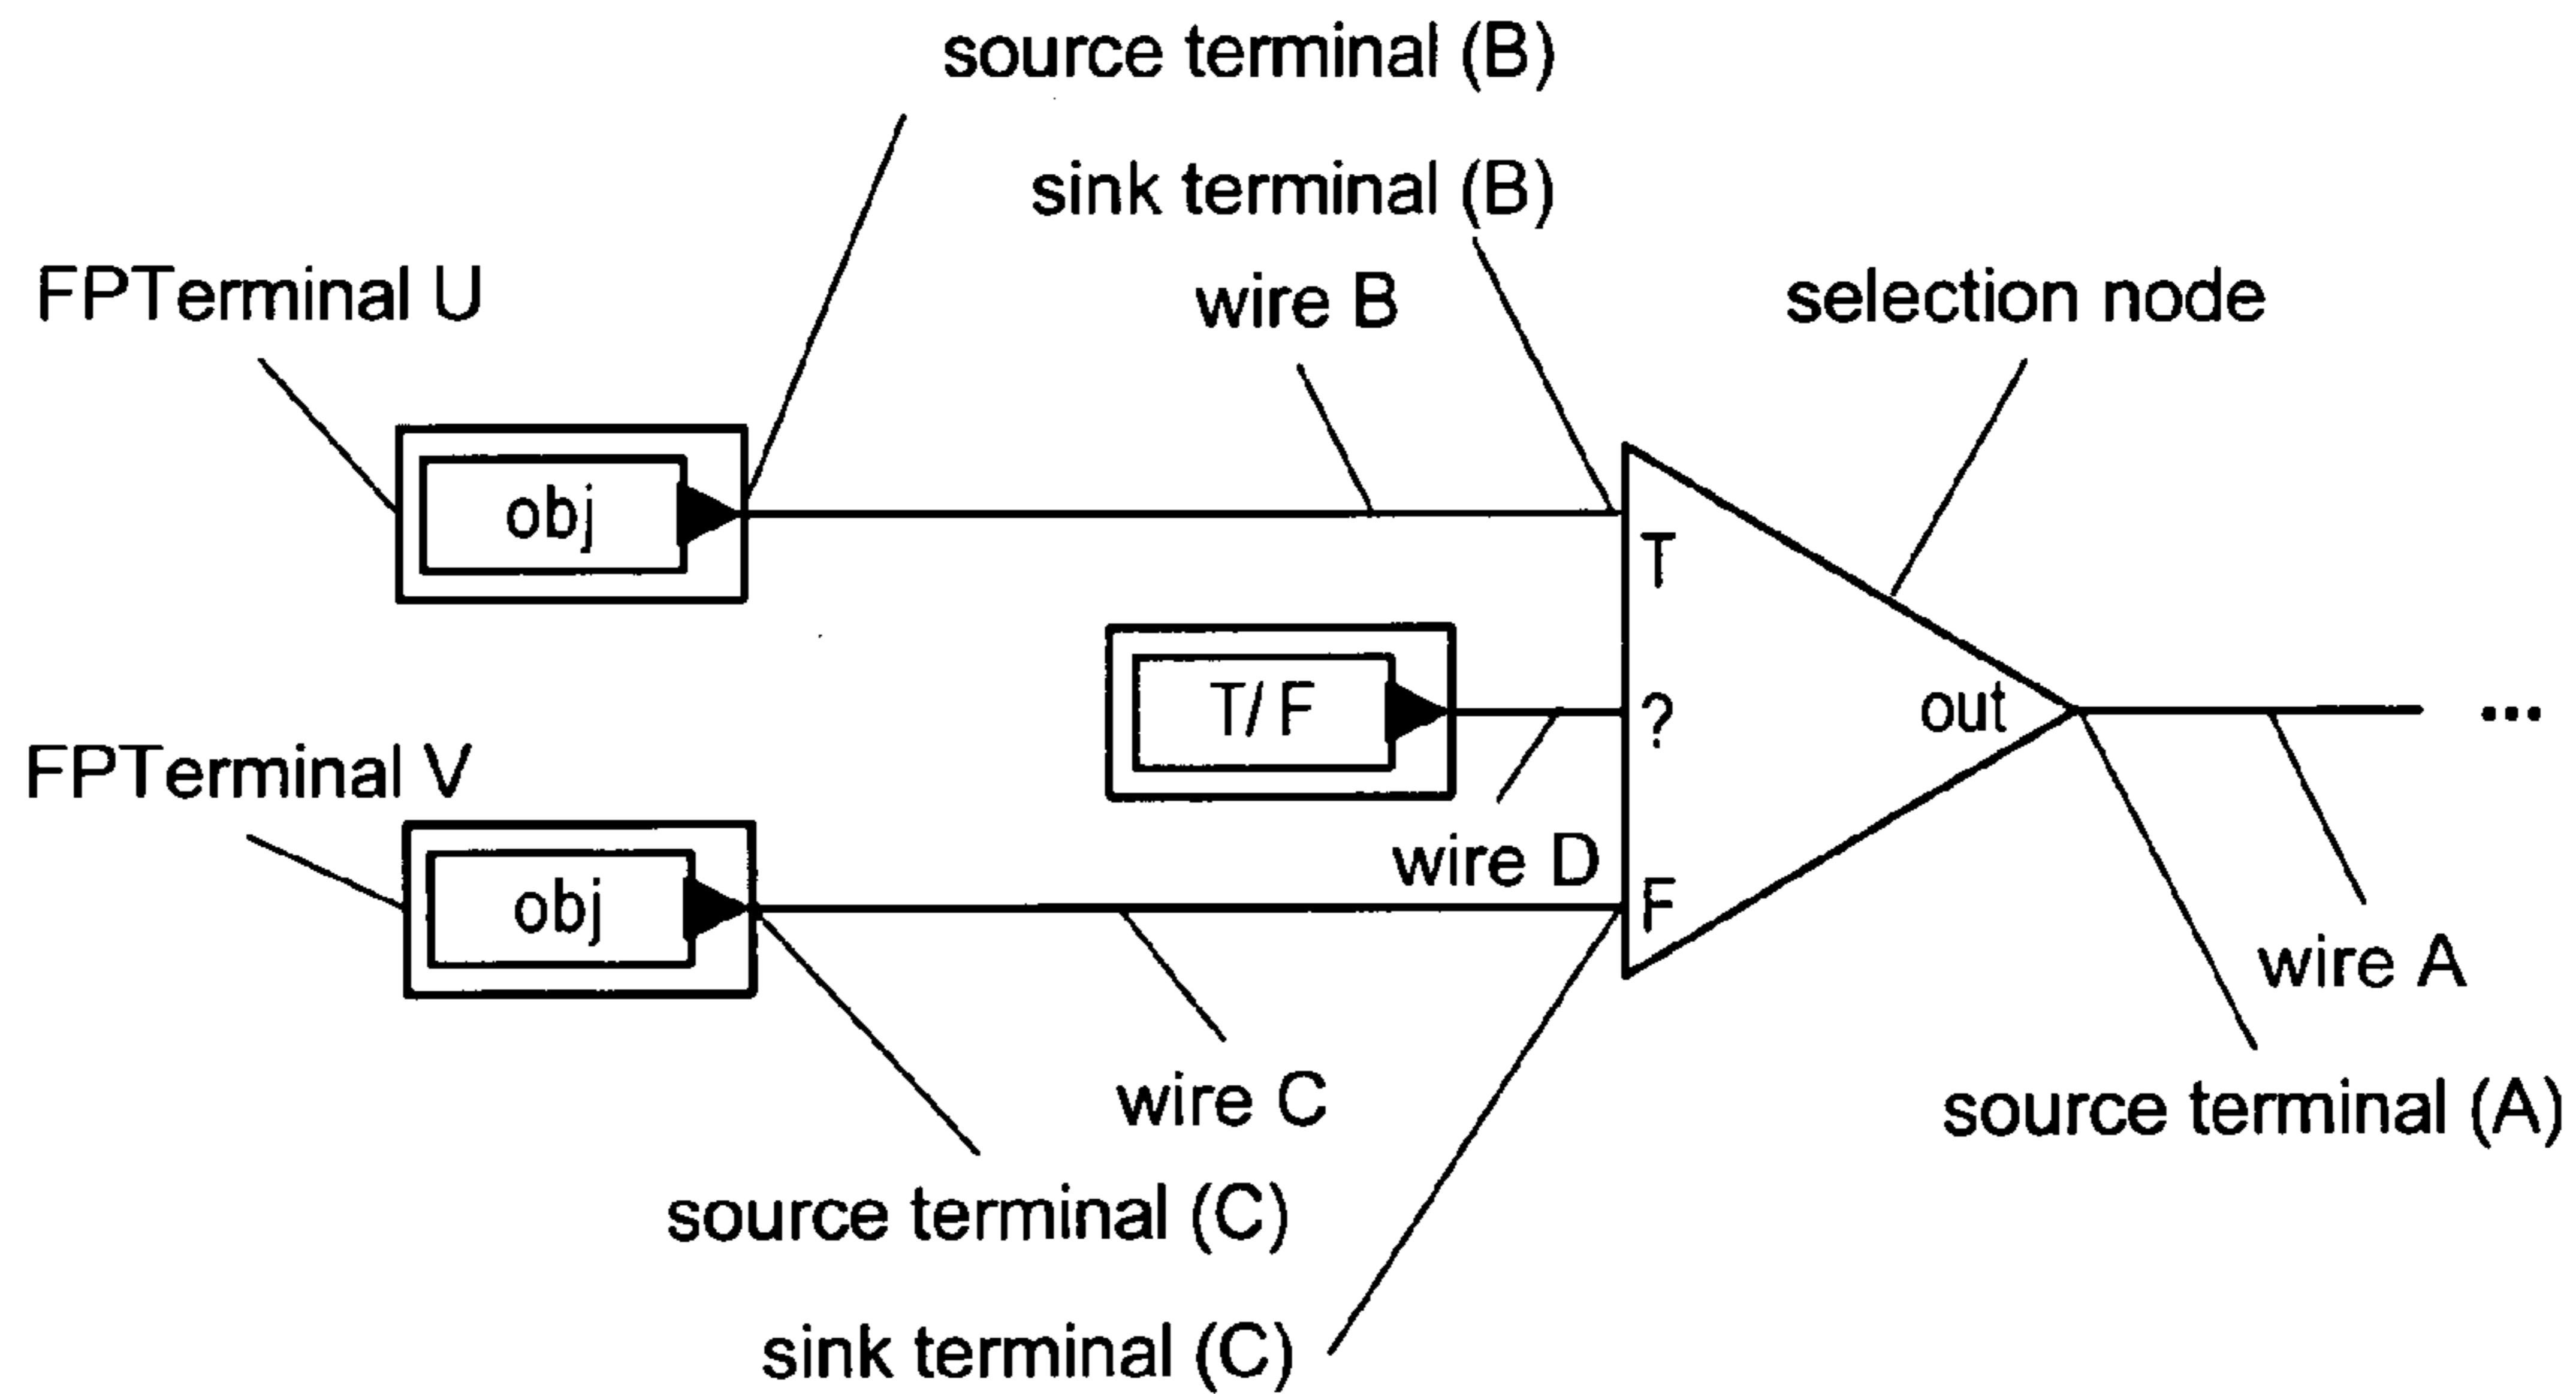 source terminal (B)
sink terminal (B)
FPTerminal U
wire B
selection node
obj
T
T/ F
?
out
...
FPTerminal V
wire D
obj
F
wire A
wire C
source terminal (A)
source terminal (C)
sink terminal (C)